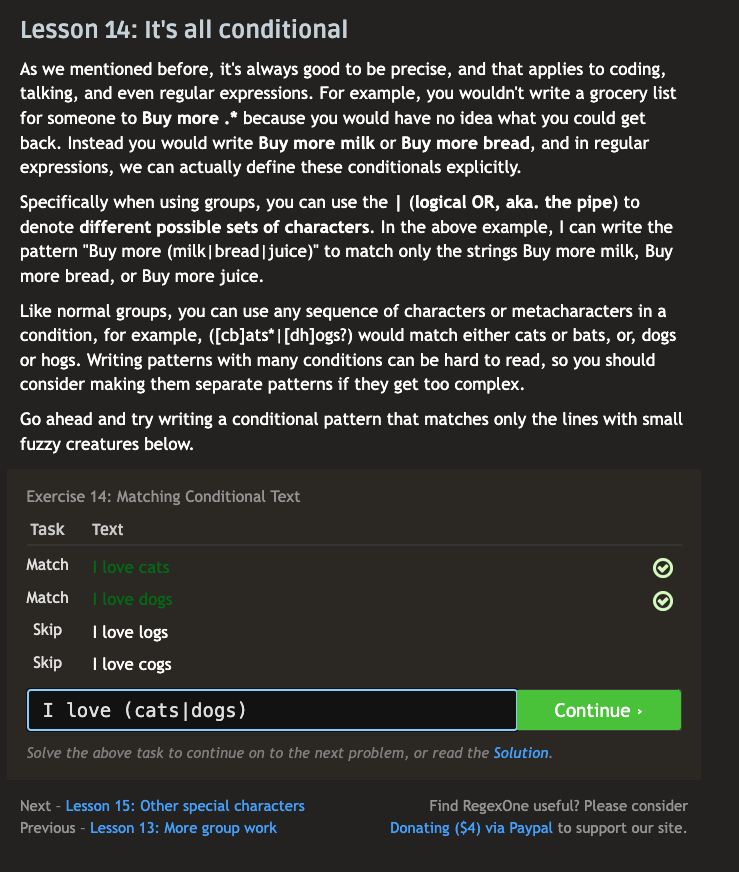 Lesson 14: It's all conditional
As we mentioned before, it's always good to be precise, and that applies to coding,
talking, and even regular expressions. For example, you wouldn't write a grocery list
for someone to Buy more .* because you would have no idea what you could get
back. Instead you would write Buy more milk or Buy more bread, and in regular
expressions, we can actually define these conditionals explicitly.
Specifically when using groups, you can use the | (logical OR, aka. the pipe) to
denote different possible sets of characters. In the above example, I can write the
pattern "Buy more (milk|bread|juice)" to match only the strings Buy more milk, Buy
more bread, or Buy more juice.
Like normal groups, you can use any sequence of characters or metacharacters in a
condition, for example, ([cb]ats*|[dh]ogs?) would match either cats or bats, or, dogs
or hogs. Writing patterns with many conditions can be hard to read, so you should
consider making them separate patterns if they get too complex.
Go ahead and try writing a conditional pattern that matches only the lines with small
fuzzy creatures below.
Exercise 14: Matching Conditional Text
Task Text
Match I love cats
Match I love dogs
Skip I love logs
Skip I love cogs
I love (cats|dogs) Continue ›
Solve the above task to continue on to the next problem, or read the Solution.
Next – Lesson 15: Other special characters Find RegexOne useful? Please consider
Previous – Lesson 13: More group work Donating ($4) via Paypal to support our site.